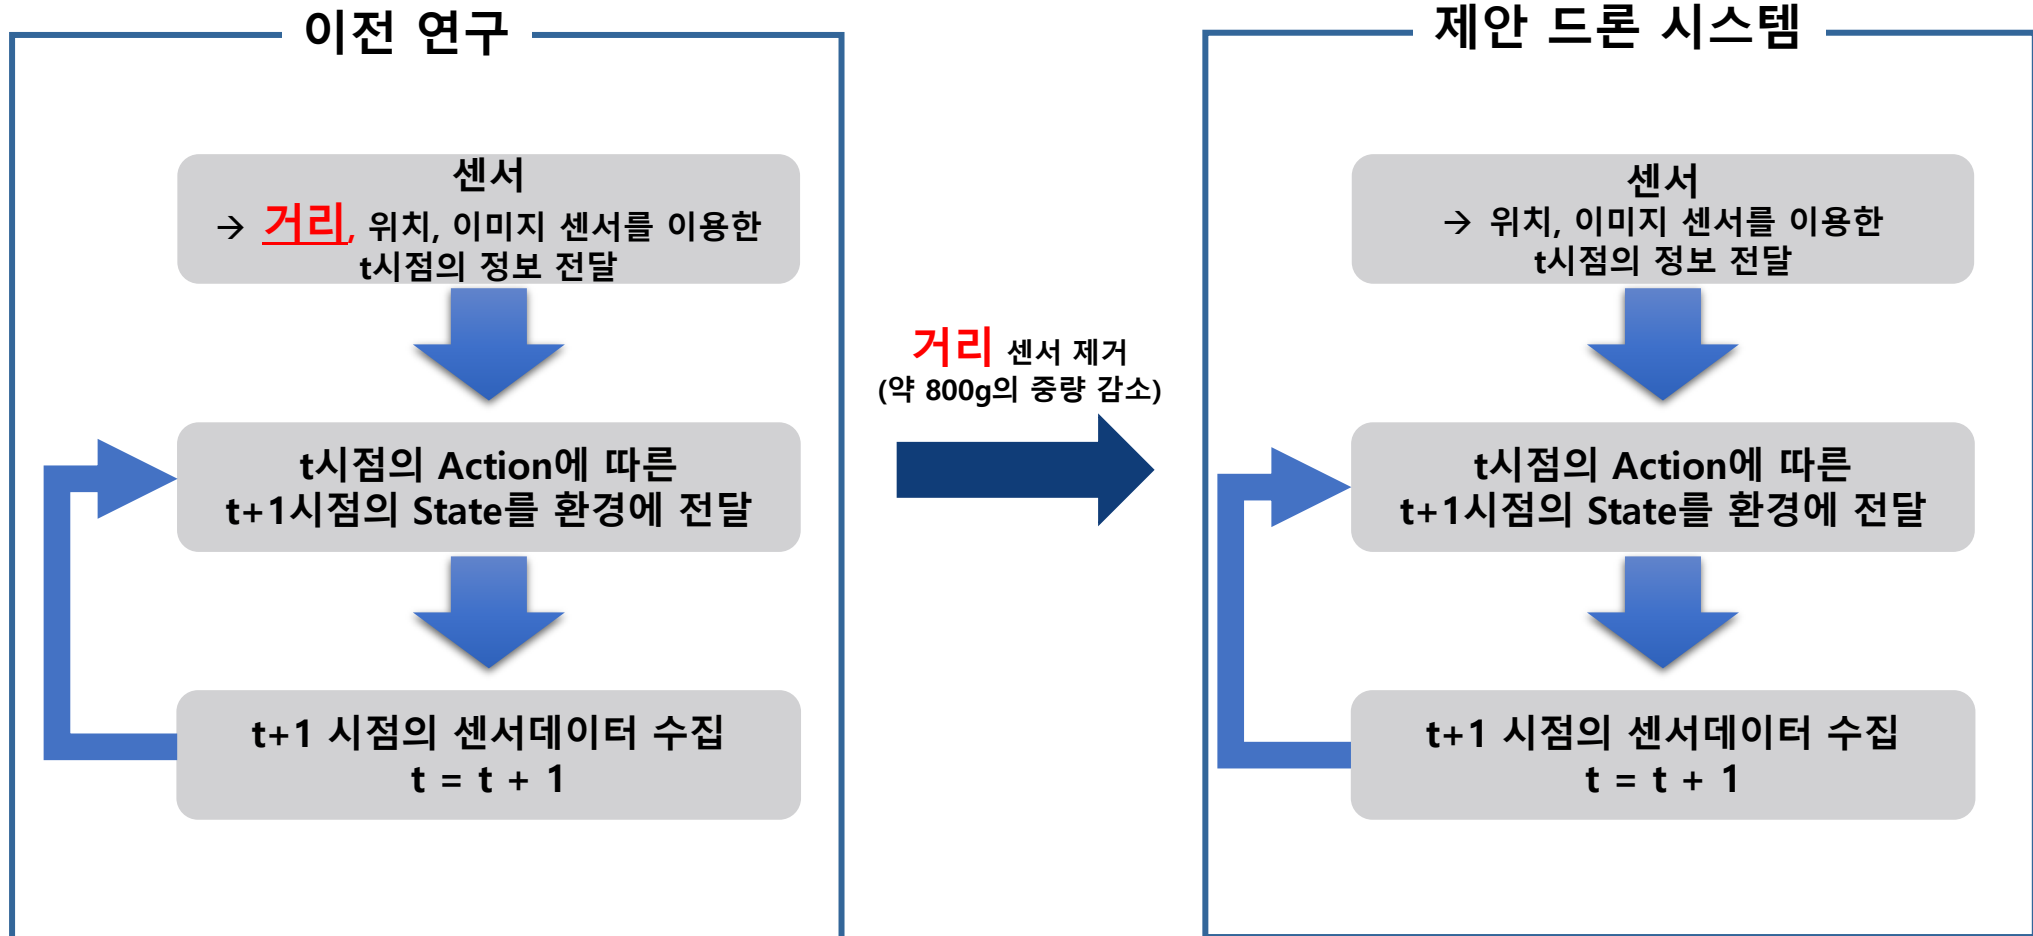 이전 연구
센서
→ 거리, 위치, 이미지 센서를 이용한
t시점의 정보 전달
t시점의 Action에 따른
t+1시점의 State를 환경에 전달
t+1 시점의 센서데이터 수집
t = t + 1
거리 센서 제거
(약 800g의 중량 감소)
제안 드론 시스템
센서
→ 위치, 이미지 센서를 이용한
t시점의 정보 전달
t시점의 Action에 따른
t+1시점의 State를 환경에 전달
t+1 시점의 센서데이터 수집
t = t + 1